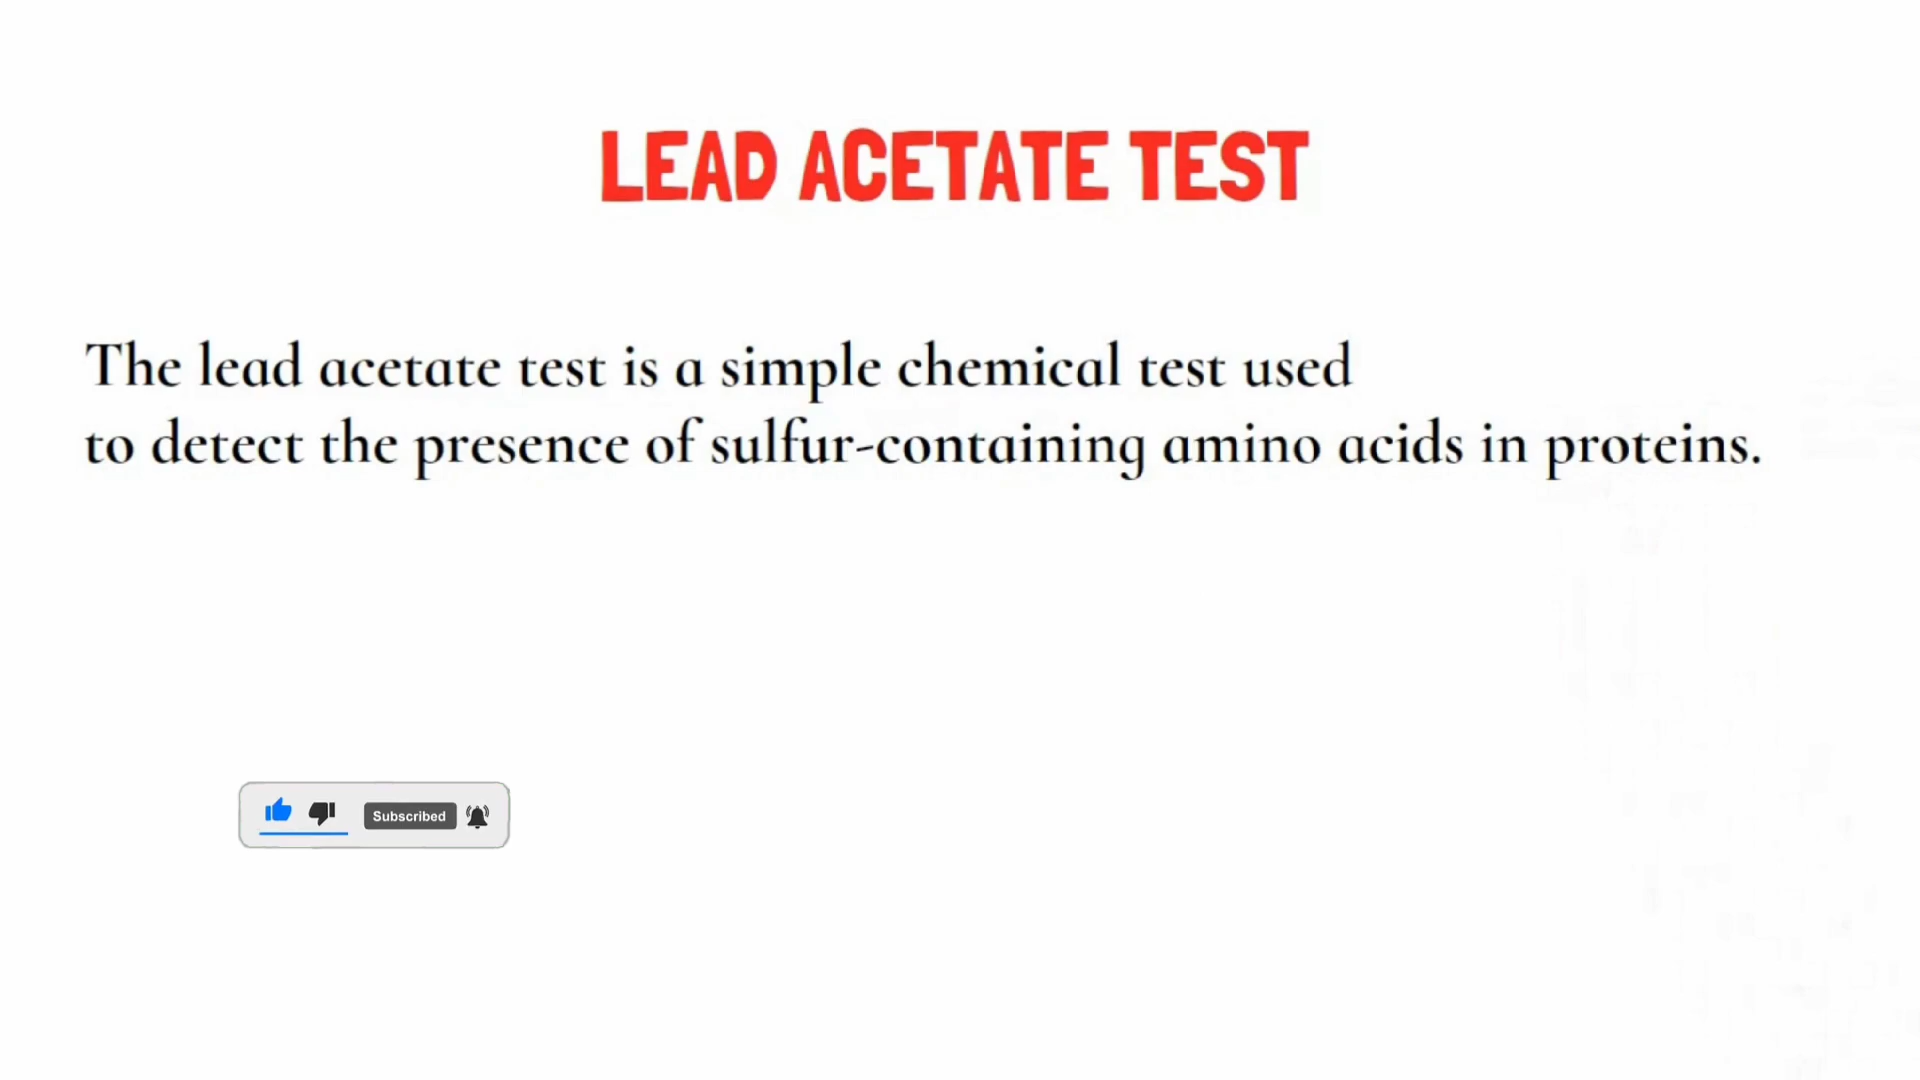 LEAD ACETATE TEST
The lead acetate test is a simple chemical test used
to detect the presence of sulfur-containing amino acids in proteins.
Subscribed